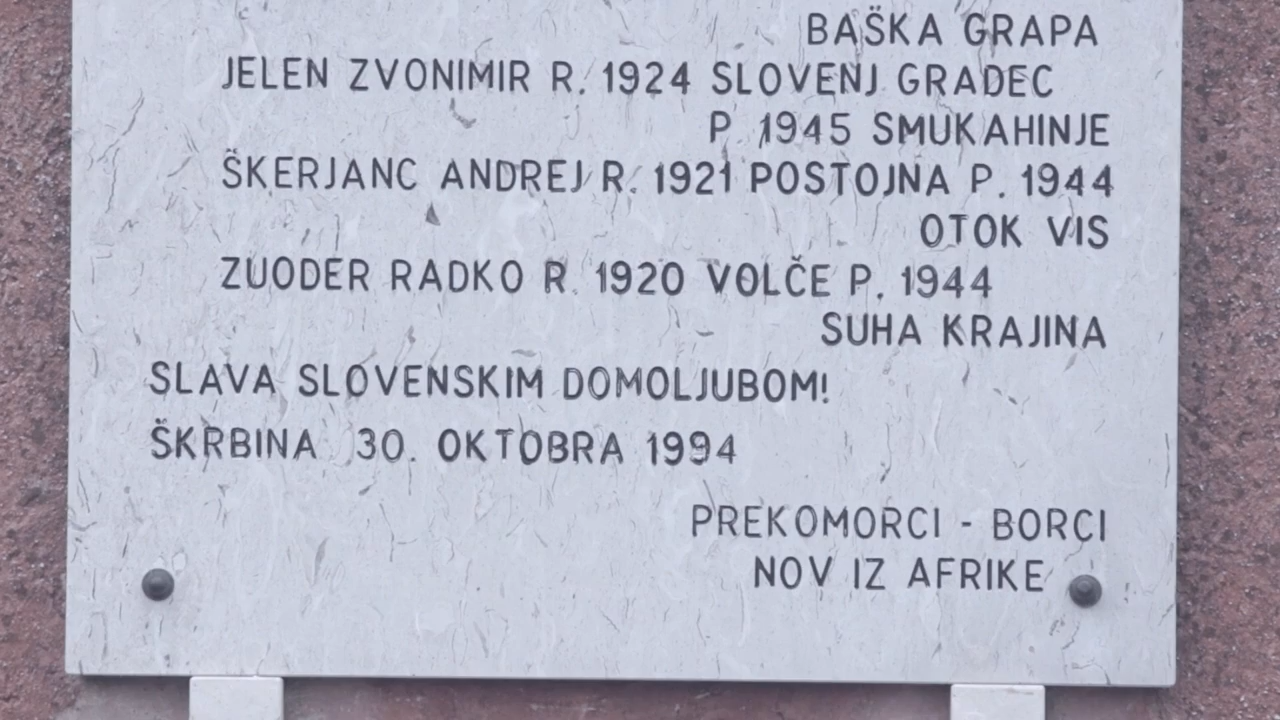 BAŠKA GRAPA
JELEN ZVONIMIR R. 1924 SLOVENJ GRADEC
P. 1945 SMUKAHINJE
ŠKERJANC ANDREJ R. 1921 POSTOJNA P. 1944
OTOK VIS
ZUODER RADKO R. 1920 VOLČE P. 1944
SUHA KRAJINA
SLAVA SLOVENSKIM DOMOLJUBOM!
ŠKRBINA 30. OKTOBRA 1994
PREKOMORCI - BORCI
NOV IZ AFRIKE